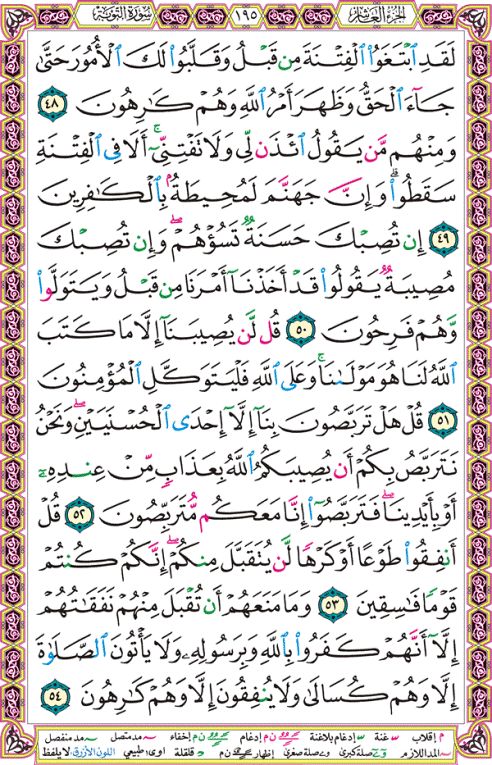 الجزء العاشر ١٩٥ سورة التوبة
لَقَدِ ٱبْتَغَوُا۟ ٱلْفِتْنَةَ مِن قَبْلُ وَقَلَّبُوا۟ لَكَ ٱلْأُمُورَ حَتَّىٰ
جَآءَ ٱلْحَقُّ وَظَهَرَ أَمْرُ ٱللَّهِ وَهُمْ كَٰرِهُونَ ٤٨
وَمِنْهُم مَّن يَقُولُ ٱئْذَن لِّى وَلَا تَفْتِنِّىٓ ۚ أَلَا فِى ٱلْفِتْنَةِ
سَقَطُوا۟ ۗ وَإِنَّ جَهَنَّمَ لَمُحِيطَةٌۢ بِٱلْكَٰفِرِينَ
٤٩ إِن تُصِبْكَ حَسَنَةٌ تَسُؤْهُمْ ۖ وَإِن تُصِبْكَ
مُصِيبَةٌ يَقُولُوا۟ قَدْ أَخَذْنَآ أَمْرَنَا مِن قَبْلُ وَيَتَوَلَّوا۟
وَّهُمْ فَرِحُونَ ٥٠ قُل لَّن يُصِيبَنَآ إِلَّا مَا كَتَبَ
ٱللَّهُ لَنَا هُوَ مَوْلَىٰنَا ۚ وَعَلَى ٱللَّهِ فَلْيَتَوَكَّلِ ٱلْمُؤْمِنُونَ
٥١ قُلْ هَلْ تَرَبَّصُونَ بِنَآ إِلَّآ إِحْدَى ٱلْحُسْنَيَيْنِ ۖ وَنَحْنُ
نَتَرَبَّصُ بِكُمْ أَن يُصِيبَكُمُ ٱللَّهُ بِعَذَابٍ مِّنْ عِندِهِۦٓ
أَوْ بِأَيْدِينَا ۖ فَتَرَبَّصُوٓا۟ إِنَّا مَعَكُم مُّتَرَبِّصُونَ ٥٢ قُلْ
أَنفِقُوا۟ طَوْعًا أَوْ كَرْهًا لَّن يُتَقَبَّلَ مِنكُمْ ۖ إِنَّكُمْ كُنتُمْ
قَوْمًا فَٰسِقِينَ ٥٣ وَمَا مَنَعَهُمْ أَن تُقْبَلَ مِنْهُمْ نَفَقَٰتُهُمْ
إِلَّآ أَنَّهُمْ كَفَرُوا۟ بِٱللَّهِ وَبِرَسُولِهِۦ وَلَا يَأْتُونَ ٱلصَّلَوٰةَ
إِلَّا وَهُمْ كُسَالَىٰ وَلَا يُنفِقُونَ إِلَّا وَهُمْ كَٰرِهُونَ ٥٤
م إقلاب غنة إدغام بلاغنة ن م إدغام ن م إخفاء مد متصل مد منفصل
المد اللازم صلة كبرى صلة صغرى إظهار ن م قلقلة اوى: طبيعي اللون الأزرق: لا يلفظ